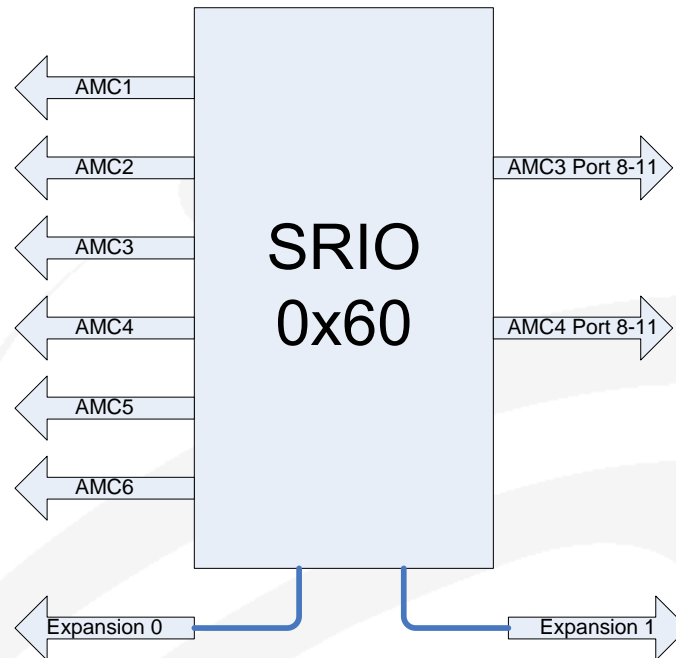 AMC1
AMC2
AMC3
AMC4
AMC5
AMC6
SRIO
0x60
AMC3 Port 8-11
AMC4 Port 8-11
Expansion 0
Expansion 1